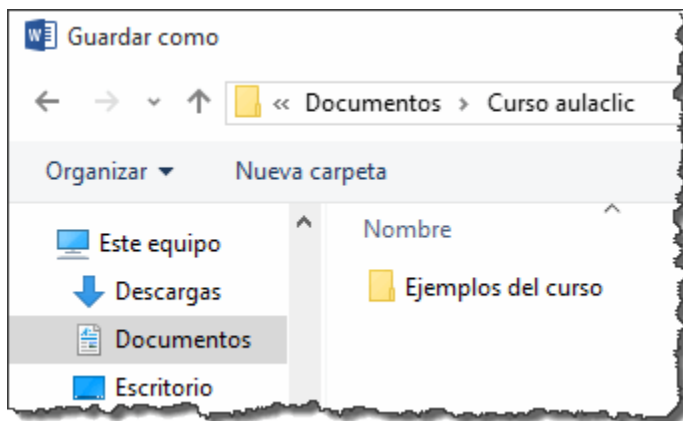 Guardar como
« Documentos > Curso aulaclic
Organizar Nueva carpeta
Este equipo
Descargas
Documentos
Escritorio
Nombre
Ejemplos del curso